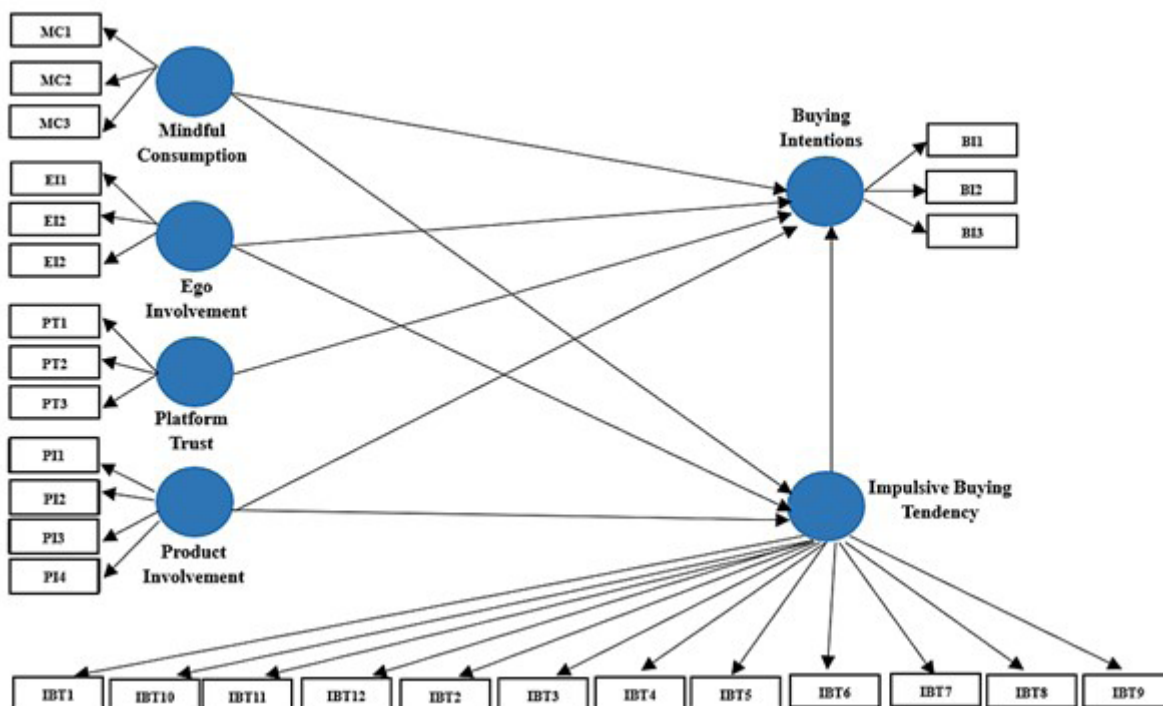 MC1
MC2
MC3
Mindful
Consumption
EI1
EI2
EI2
Ego
Involvement
PT1
PT2
PT3
Platform
Trust
PI1
PI2
PI3
PI4
Product
Involvement
Buying
Intentions
BI1
BI2
BI3
Impulsive Buying
Tendency
IBT1
IBT10
IBT11
IBT12
IBT2
IBT3
IBT4
IBT5
IBT6
IBT7
IBT8
IBT9